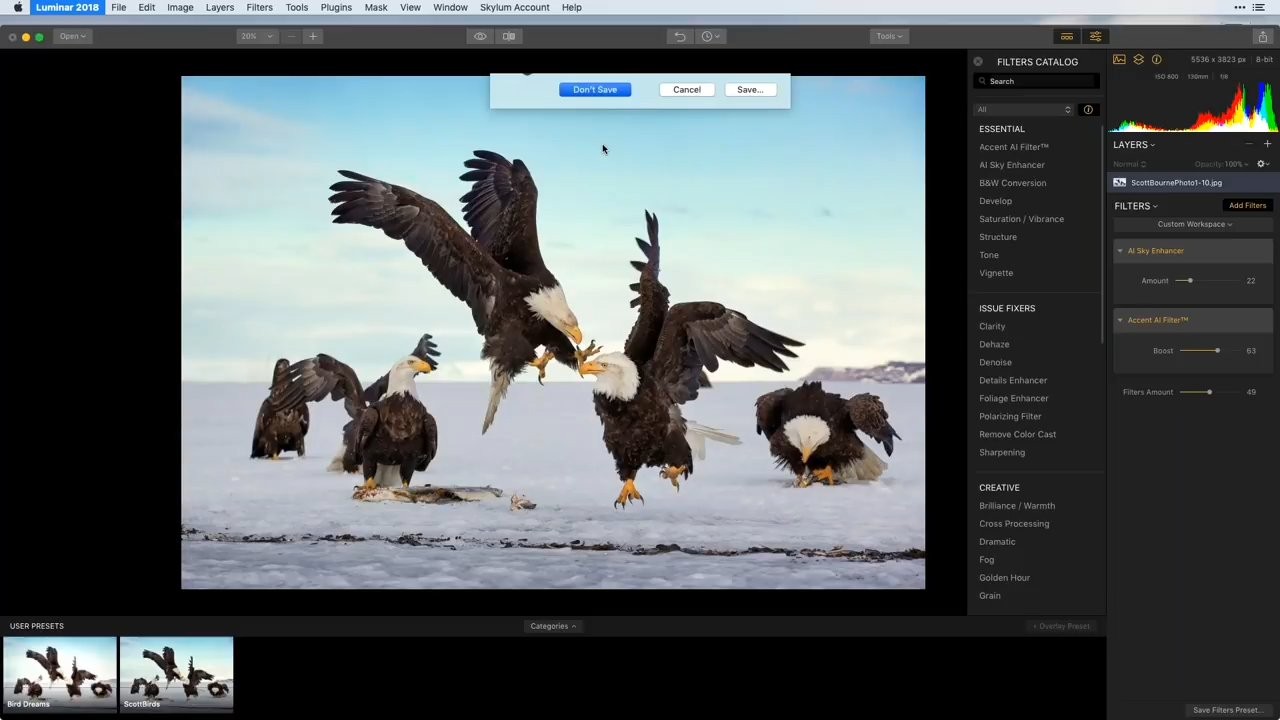 Luminar 2018 File Edit Image Layers Filters Tools Plugins Mask View Window Skylum Account Help
Open 20% Tools
Don't Save Cancel Save...
FILTERS CATALOG
Search
All
ESSENTIAL
Accent AI Filter™
AI Sky Enhancer
B&W Conversion
Develop
Saturation / Vibrance
Structure
Tone
Vignette
ISSUE FIXERS
Clarity
Dehaze
Denoise
Details Enhancer
Foliage Enhancer
Polarizing Filter
Remove Color Cast
Sharpening
CREATIVE
Brilliance / Warmth
Cross Processing
Dramatic
Fog
Golden Hour
Grain
5536 x 3823 px 8-bit
ISO 800 130mm f/8
LAYERS
Normal Opacity: 100%
ScottBournePhoto1-10.jpg
FILTERS Add Filters
Custom Workspace
AI Sky Enhancer
Amount 22
Accent AI Filter™
Boost 63
Filters Amount 49
USER PRESETS Categories + Overlay Preset
Bird Dreams ScottBirds
Save Filters Preset...